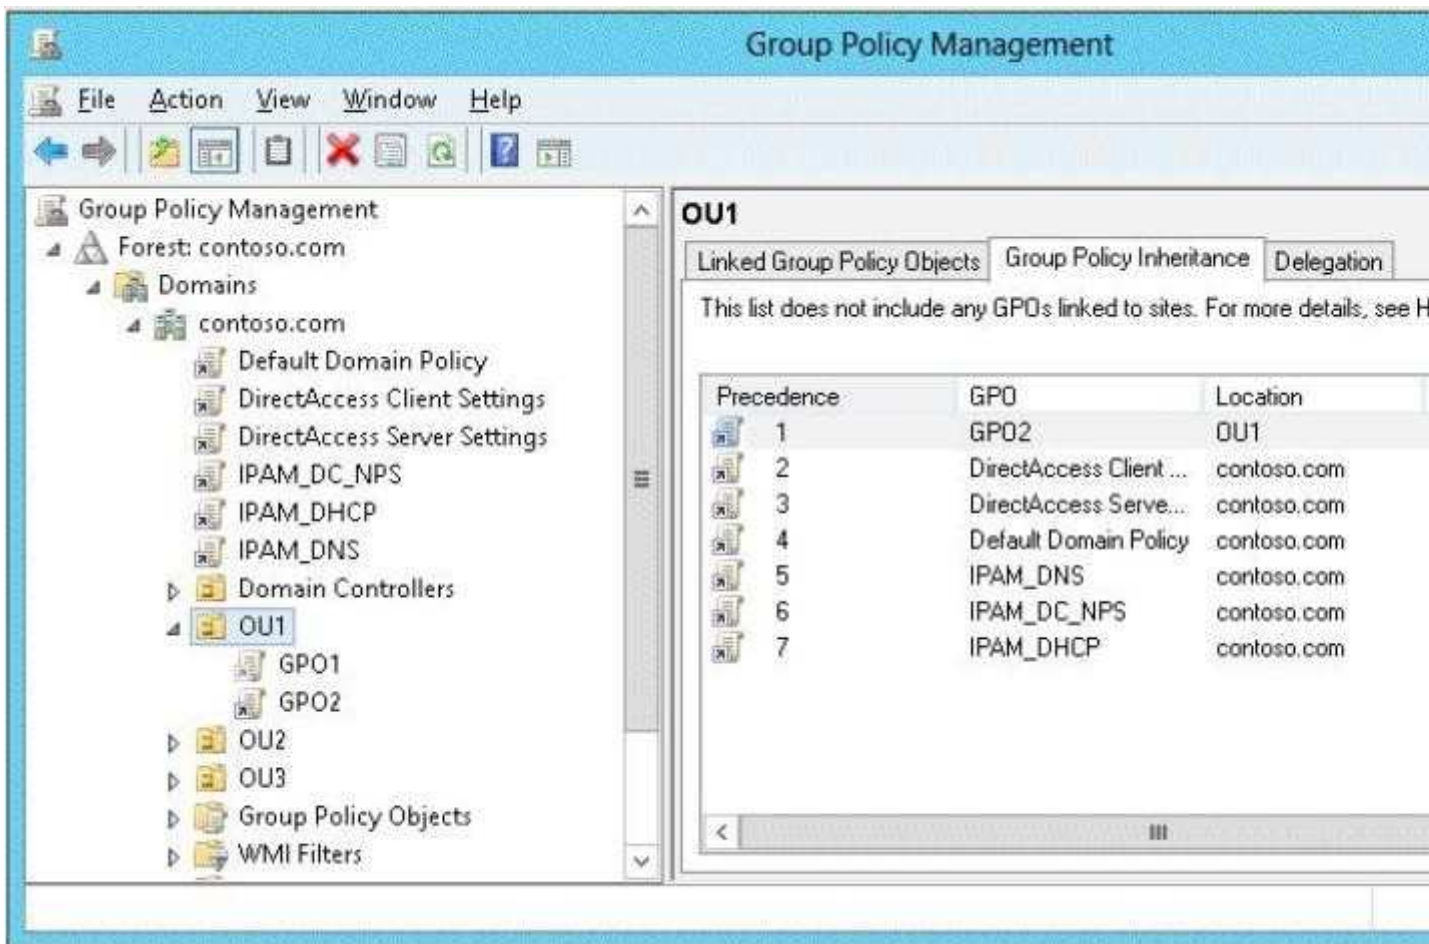 Group Policy Management
File Action View Window Help
Group Policy Management
Forest: contoso.com
Domains
contoso.com
Default Domain Policy
DirectAccess Client Settings
DirectAccess Server Settings
IPAM_DC_NPS
IPAM_DHCP
IPAM_DNS
Domain Controllers
OU1
GPO1
GPO2
OU2
OU3
Group Policy Objects
WMI Filters
OU1
Linked Group Policy Objects Group Policy Inheritance Delegation
This list does not include any GPOs linked to sites. For more details, see H
Precedence GPO Location
1 GPO2 OU1
2 DirectAccess Client ... contoso.com
3 DirectAccess Serve... contoso.com
4 Default Domain Policy contoso.com
5 IPAM_DNS contoso.com
6 IPAM_DC_NPS contoso.com
7 IPAM_DHCP contoso.com